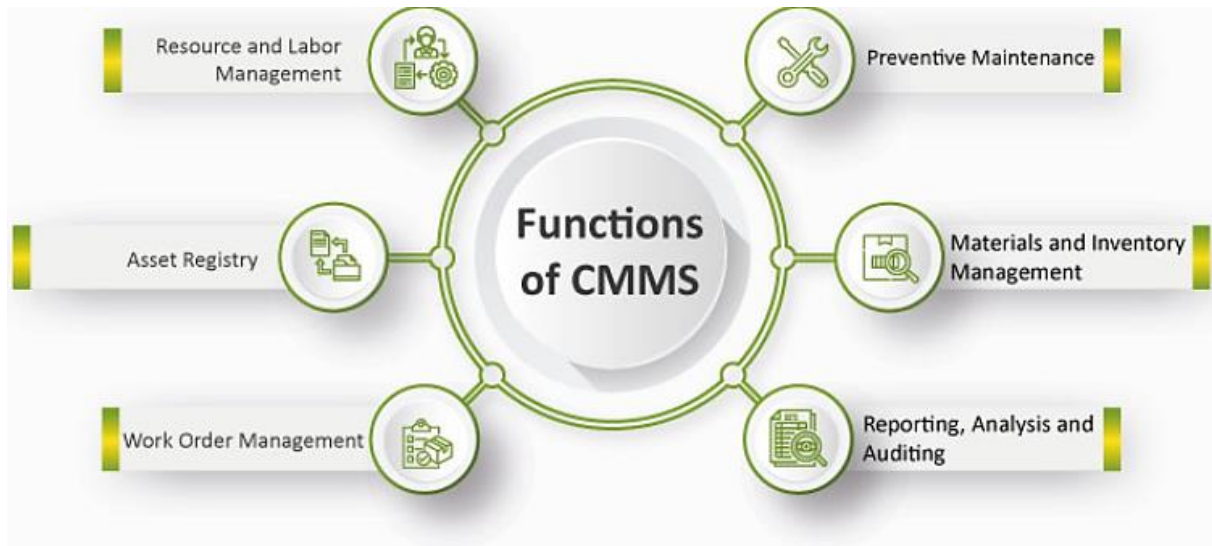 Resource and Labor
Management
Preventive Maintenance
Asset Registry
Functions
of CMMS
Materials and Inventory
Management
Work Order Management
Reporting, Analysis and
Auditing